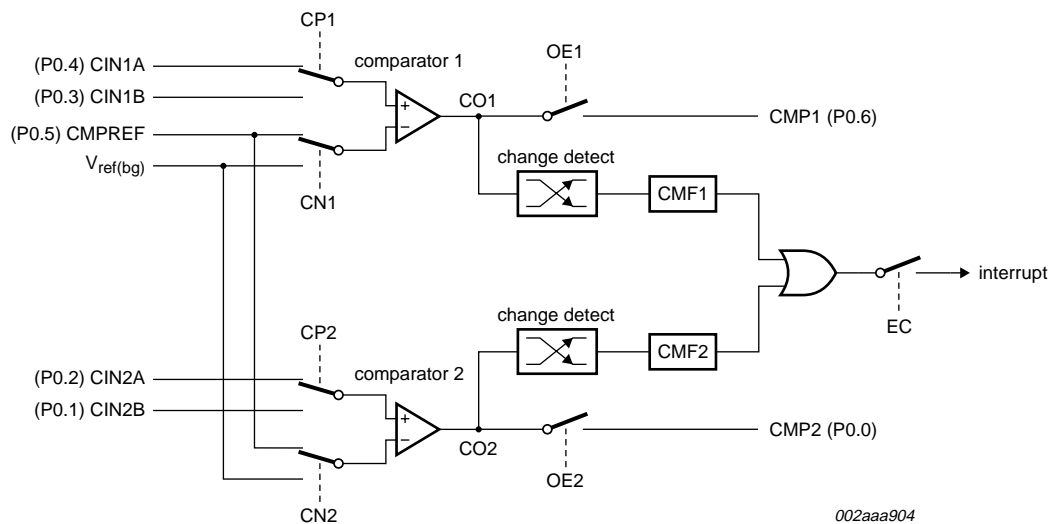 CP1
(P0.4) CIN1A
comparator 1
OE1
(P0.3) CIN1B
+
CO1
CMP1 (P0.6)
(P0.5) CMPREF
−
Vref(bg)
change detect
CN1
CMF1
interrupt
EC
CP2
change detect
CMF2
(P0.2) CIN2A
comparator 2
(P0.1) CIN2B
+
CO2
CMP2 (P0.0)
−
OE2
CN2
002aaa904